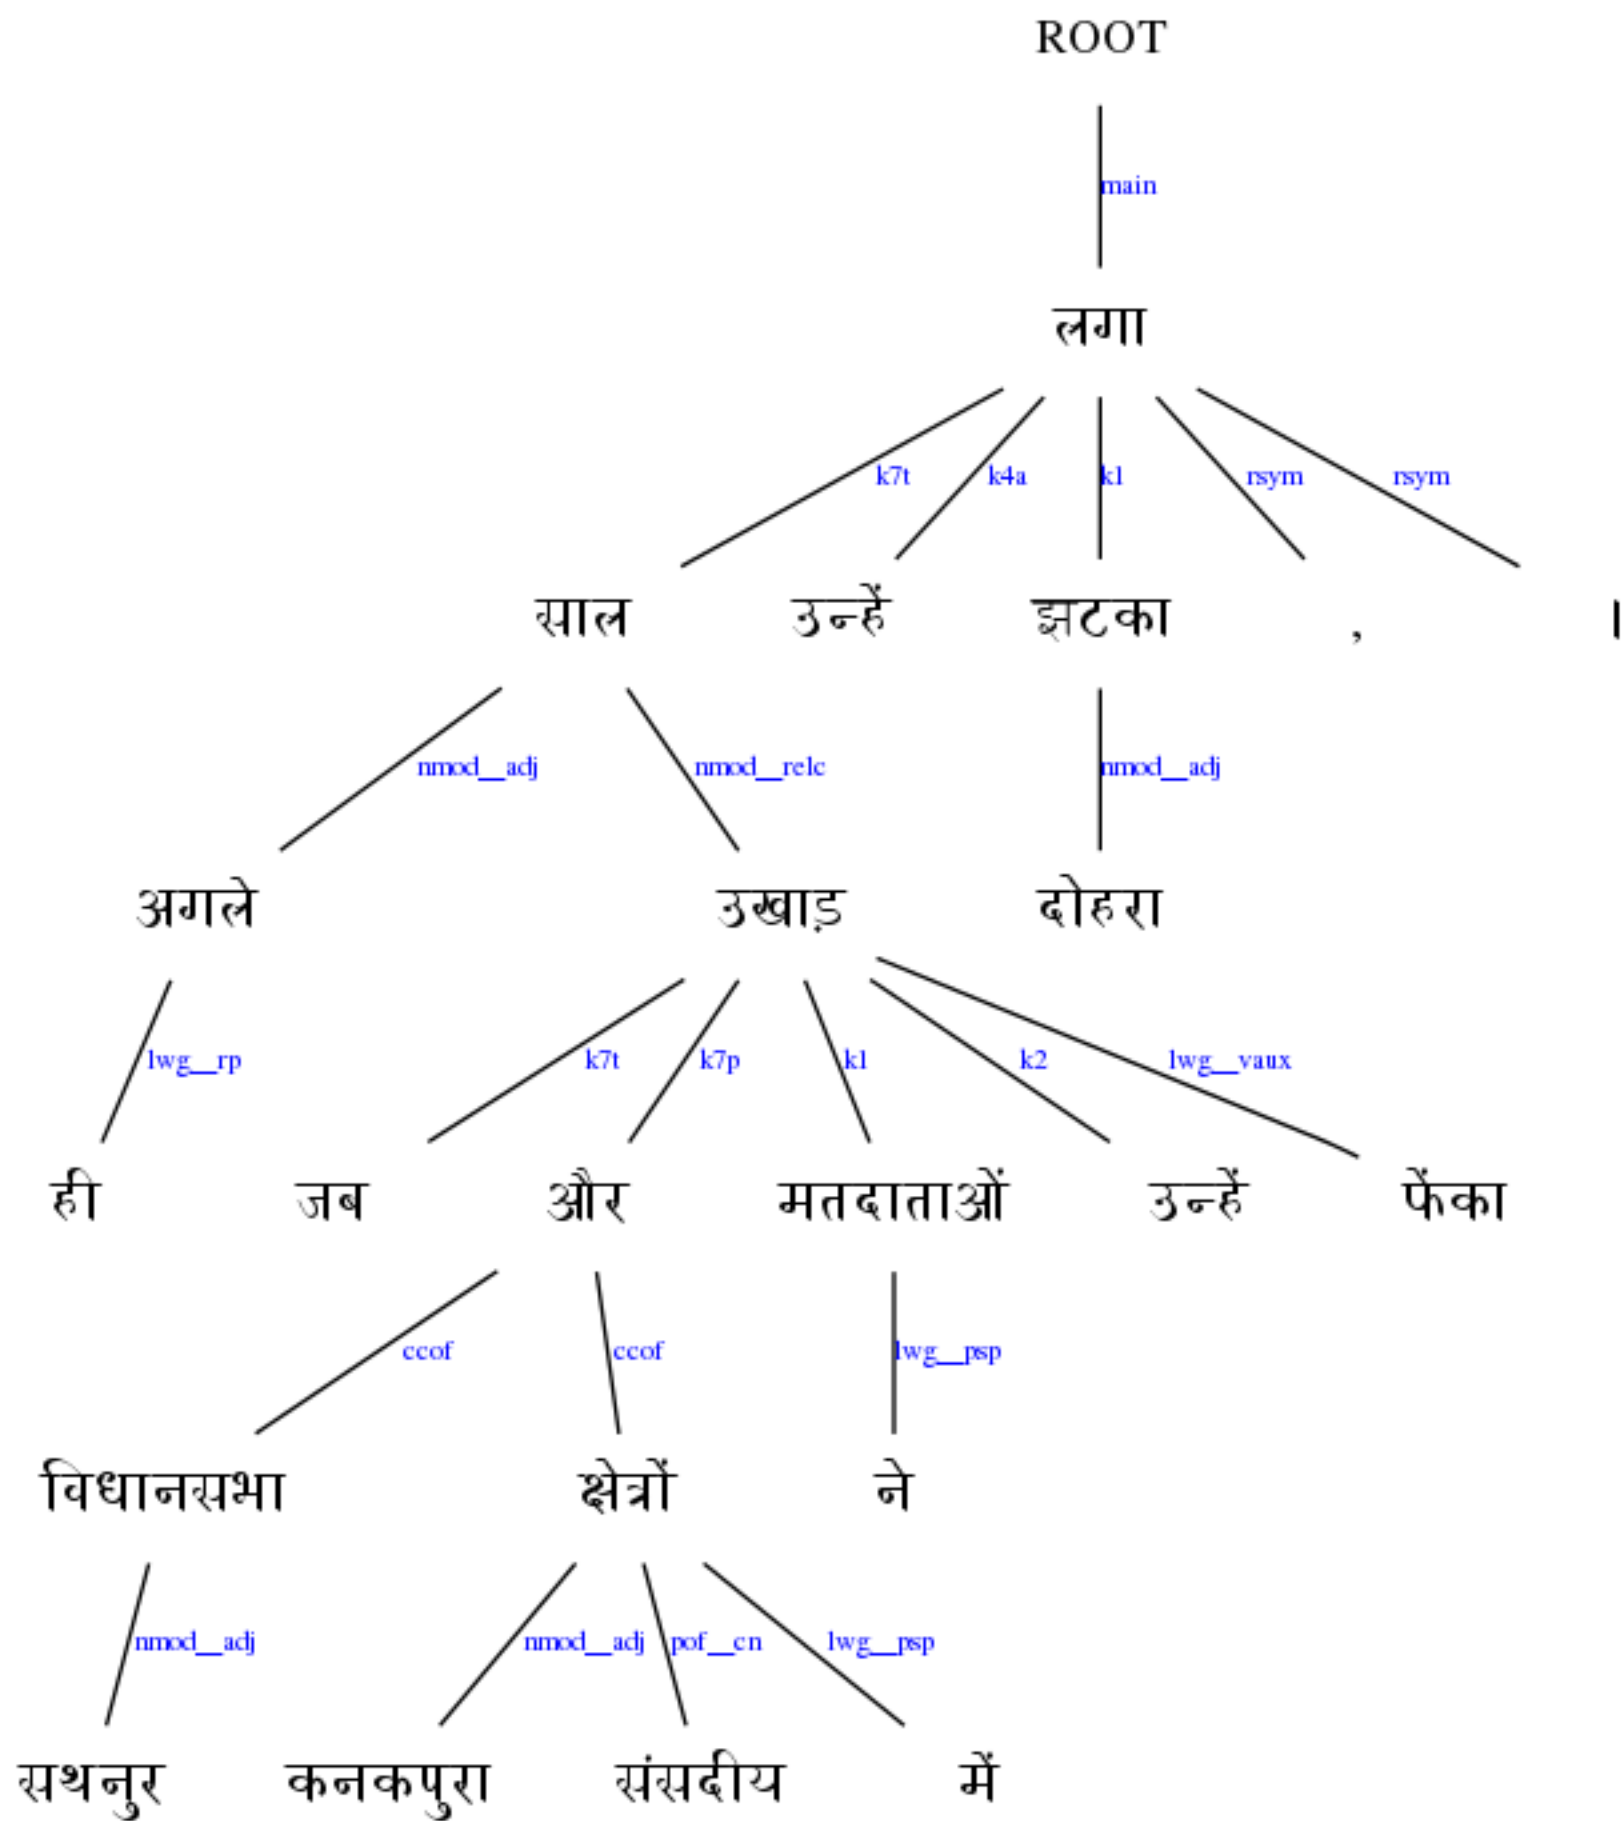 ROOT
main
लगा
k7t k4a k1 rsym rsym
साल उन्हें झटका , ।
nmod__adj nmod__relc nmod__adj
अगले उखाड़ दोहरा
lwg__rp k7t k7p k1 k2 lwg__vaux
ही जब और मतदाताओं उन्हें फेंका
ccof ccof lwg__psp
विधानसभा क्षेत्रों ने
nmod__adj nmod__adj pof__cn lwg__psp
सथनुर कनकपुरा संसदीय में